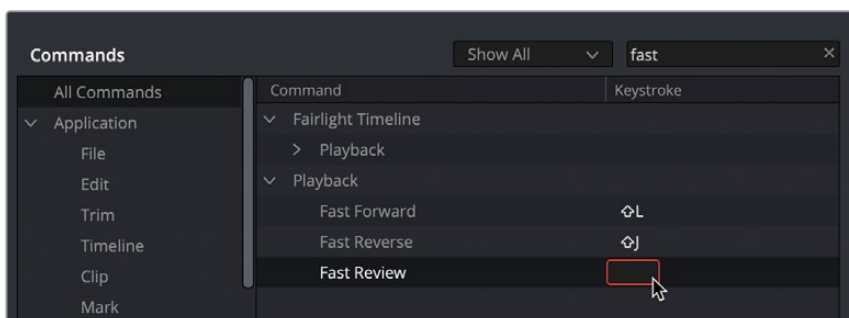 Commands
Show All
fast
All Commands
Application
File
Edit
Trim
Timeline
Clip
Mark
Command
Keystroke
Fairlight Timeline
Playback
Playback
Fast Forward
⇧L
Fast Reverse
⇧J
Fast Review